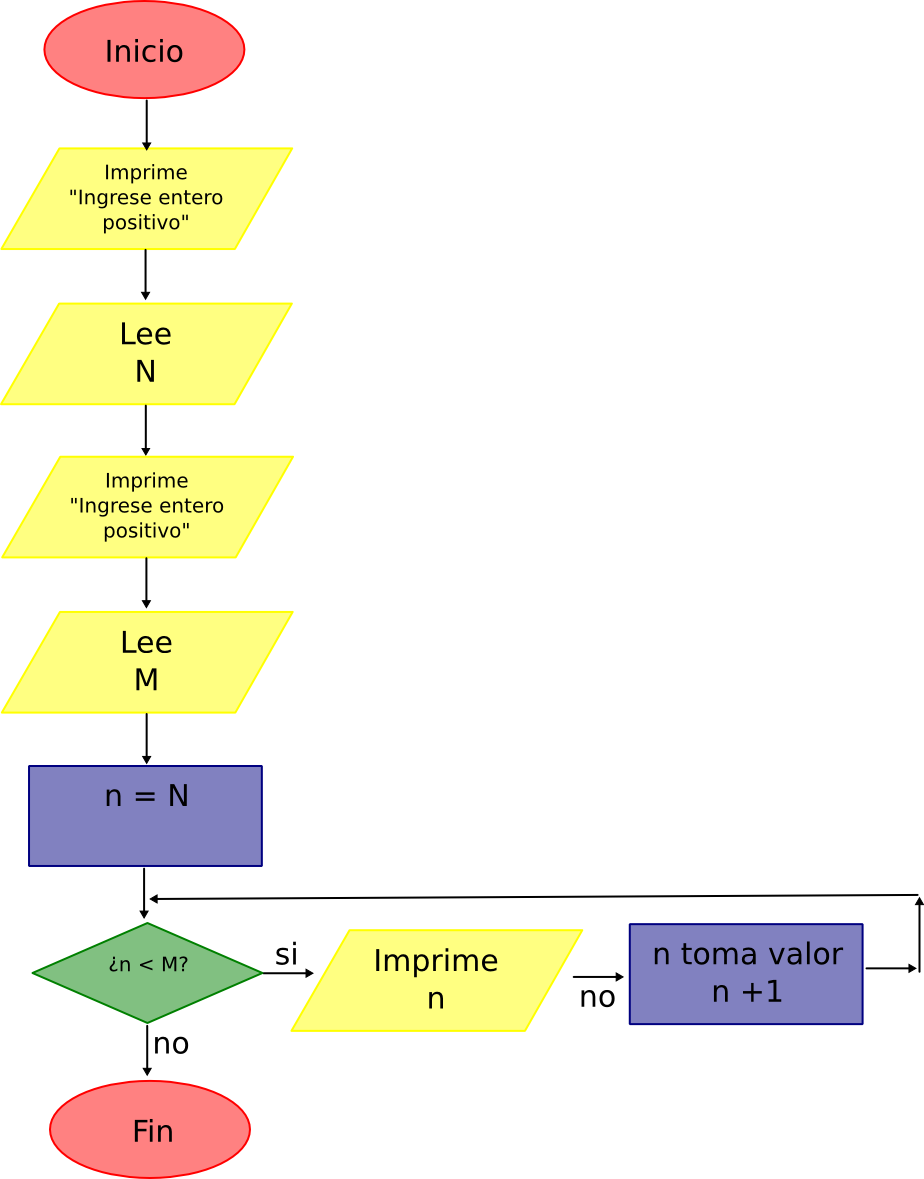 Inicio
Imprime
"Ingrese entero
positivo"
Lee
N
Imprime
"Ingrese entero
positivo"
Lee
M
n = N
¿n < M?
si
Imprime
n
no
n toma valor
n +1
no
Fin